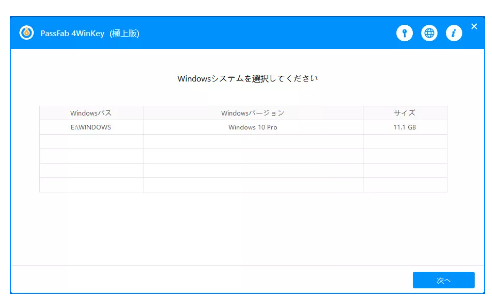 PassFab 4WinKey (極上版)
Windowsシステムを選択してください
Windowsパス Windowsバージョン サイズ
E:\WINDOWS Windows 10 Pro 11.1 GB
次へ